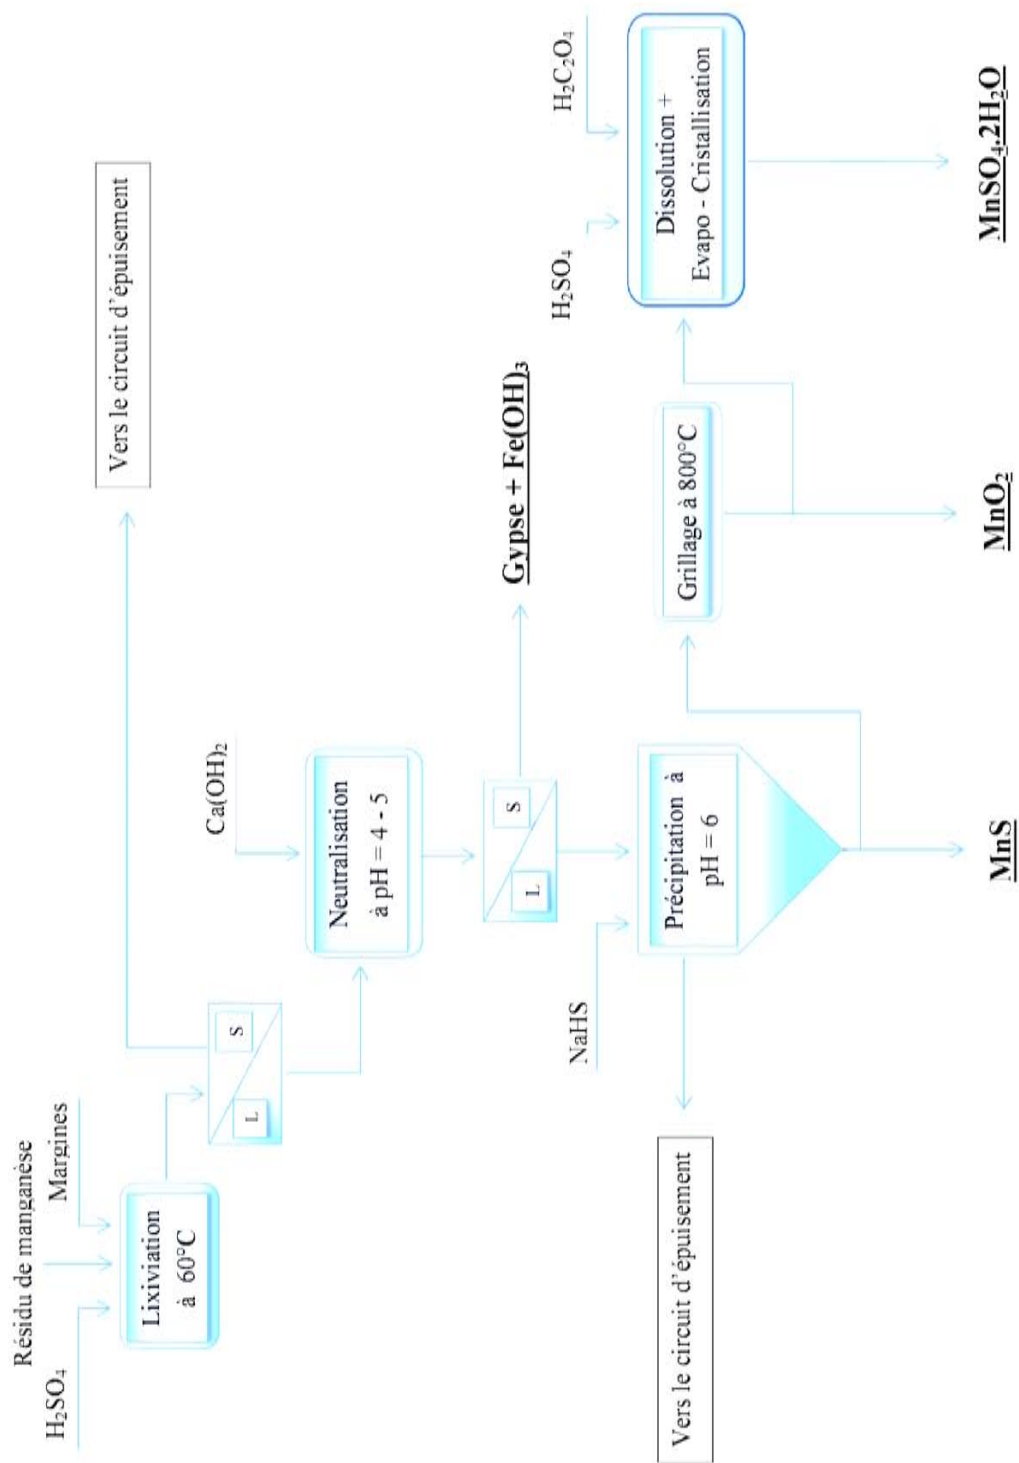 Résidu de manganèse
H₂SO₄
Margines
Lixiviation
à 60°C
L
S
Vers le circuit d'épuisement
Ca(OH)₂
Neutralisation
à pH = 4 - 5
L
S
Gypse + Fe(OH)₃
NaHS
Précipitation à
pH = 6
Vers le circuit d'épuisement
MnS
Grillage à 800°C
MnO₂
H₂SO₄
H₂C₂O₄
Dissolution +
Evapo - Cristallisation
MnSO₄.2H₂O